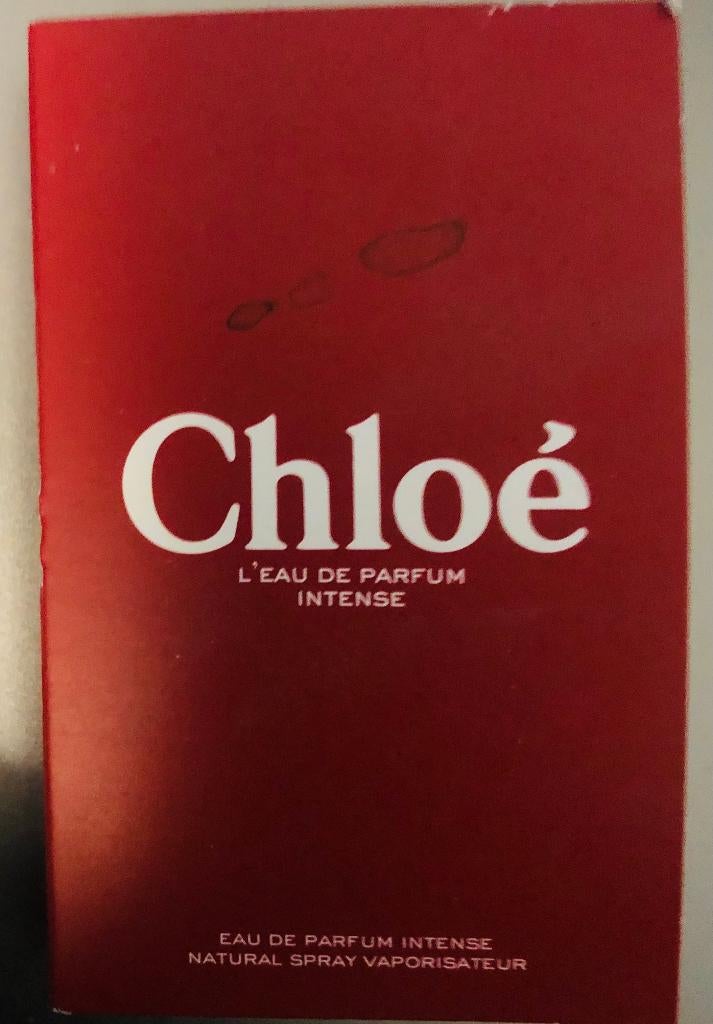 Chloé
L'EAU DE PARFUM
INTENSE
EAU DE PARFUM INTENSE
NATURAL SPRAY VAPORISATEUR